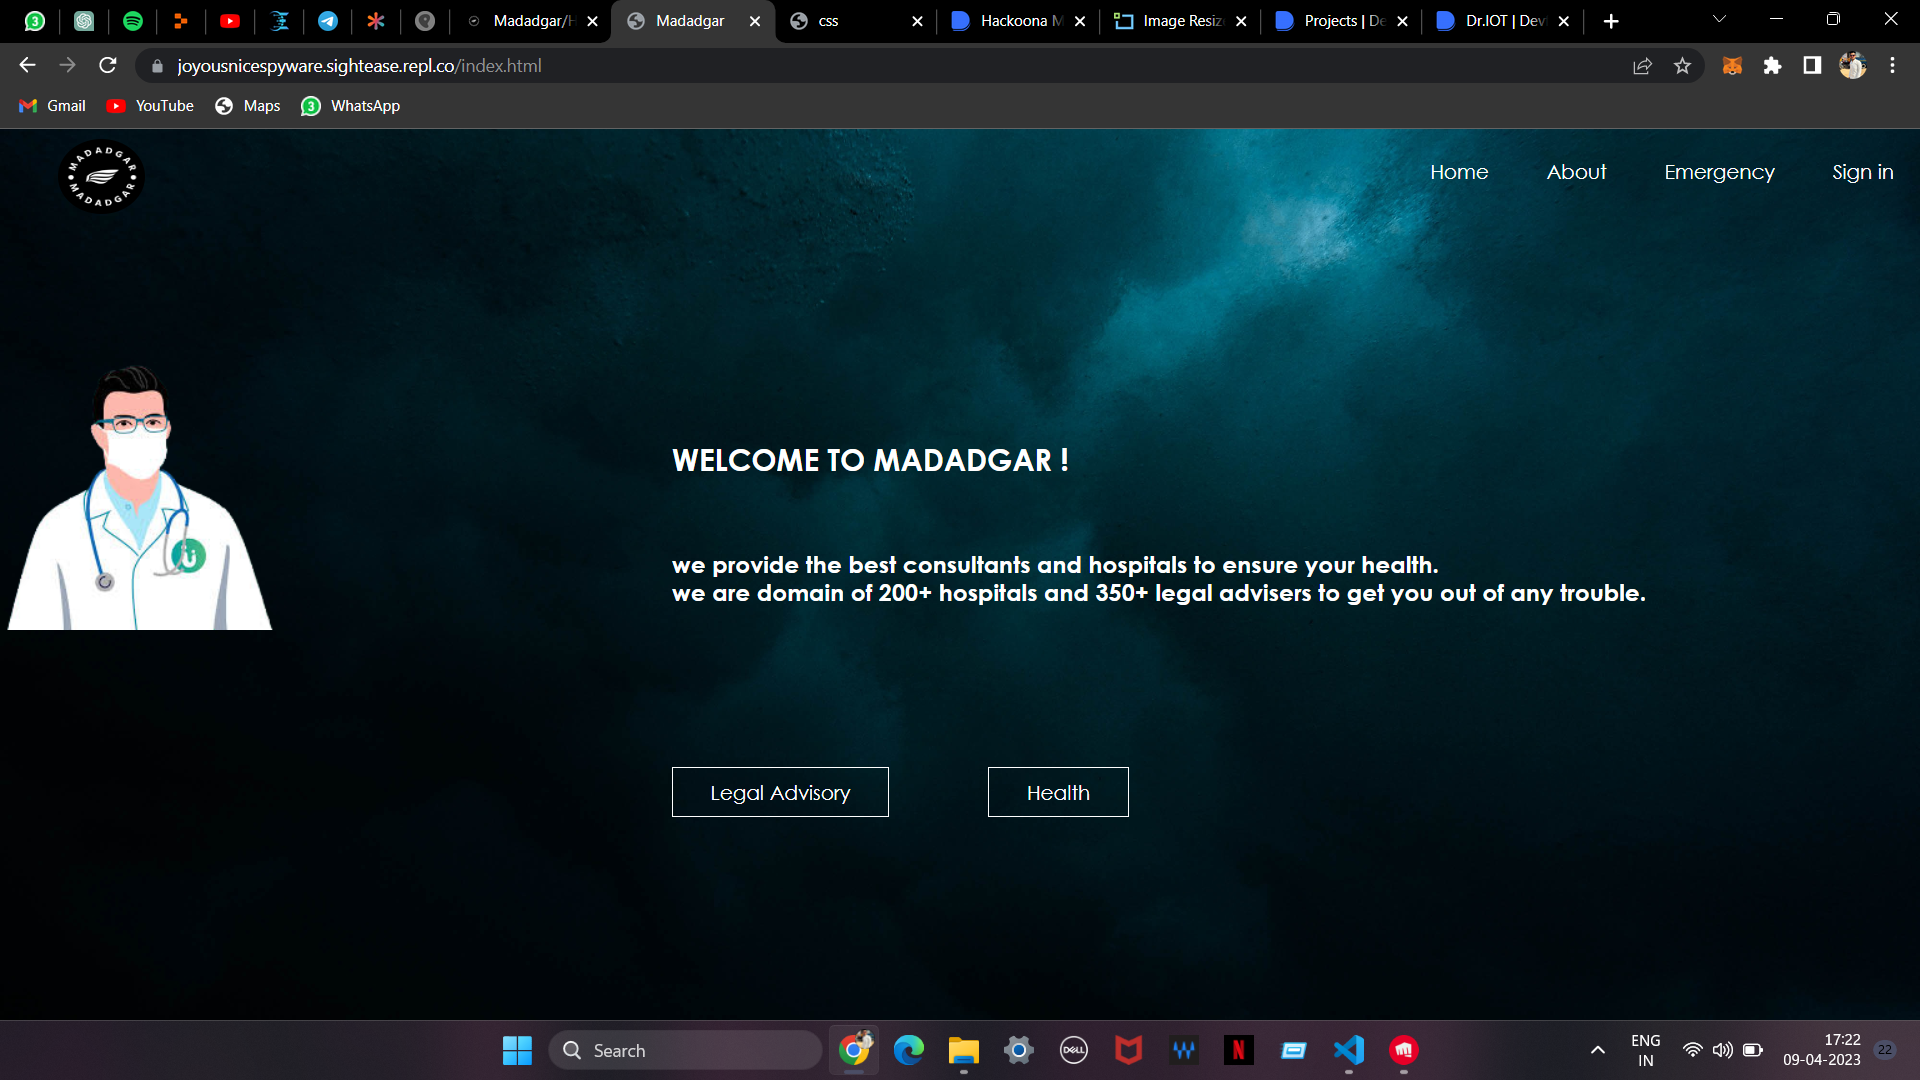 Madadgar/H
Madadgar
css
Hackoona M
Image Resiz
Projects | De
Dr.IOT | Dev
joyousnicespyware.sightease.repl.co/index.html
Gmail
YouTube
Maps
3
WhatsApp
MADADGAR
MADADGAR
Home
About
Emergency
Sign in
WELCOME TO MADADGAR !
we provide the best consultants and hospitals to ensure your health.
we are domain of 200+ hospitals and 350+ legal advisers to get you out of any trouble.
Legal Advisory
Health
Search
DELL
N
ENG
IN
17:22
09-04-2023
22